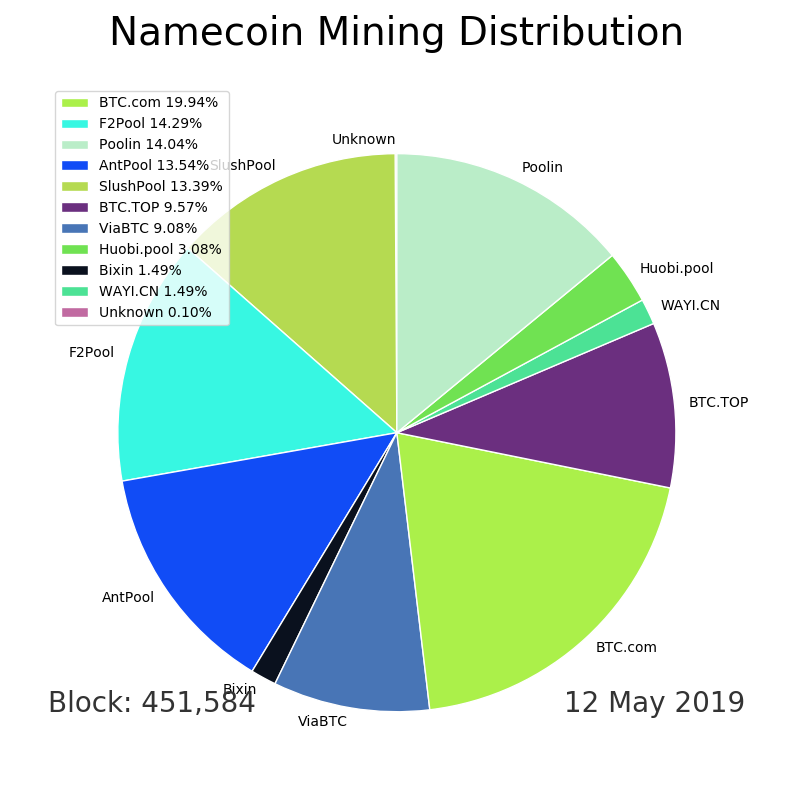 Namecoin Mining Distribution
BTC.com 19.94%
F2Pool 14.29%
Poolin 14.04%
AntPool 13.54%
SlushPool 13.39%
BTC.TOP 9.57%
ViaBTC 9.08%
Huobi.pool 3.08%
Bixin 1.49%
WAYI.CN 1.49%
Unknown 0.10%
Unknown
SlushPool
Poolin
Huobi.pool
WAYI.CN
F2Pool
BTC.TOP
AntPool
BTC.com
Bixin
ViaBTC
Block: 451,584
12 May 2019